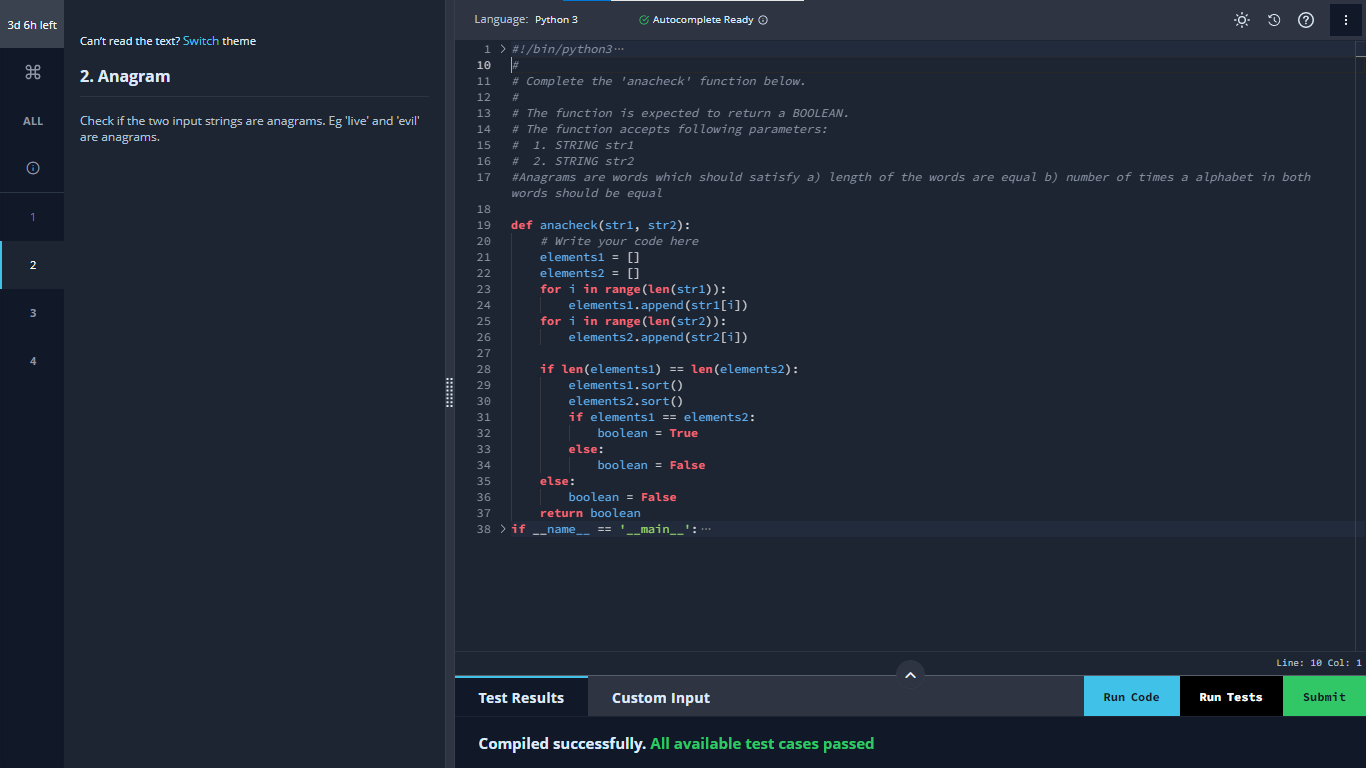 3d 6h left
ALL
1
2
3
4
Can't read the text? Switch theme
2. Anagram
Check if the two input strings are anagrams. Eg 'live' and 'evil'
are anagrams.
Language: Python 3
Autocomplete Ready
1 #!/bin/python3…
10 #
11 # Complete the 'anacheck' function below.
12 #
13 # The function is expected to return a BOOLEAN.
14 # The function accepts following parameters:
15 #  1. STRING str1
16 #  2. STRING str2
17 #Anagrams are words which should satisfy a) length of the words are equal b) number of times a alphabet in both
words should be equal
18
19 def anacheck(str1, str2):
20     # Write your code here
21     elements1 = []
22     elements2 = []
23     for i in range(len(str1)):
24         elements1.append(str1[i])
25     for i in range(len(str2)):
26         elements2.append(str2[i])
27
28     if len(elements1) == len(elements2):
29         elements1.sort()
30         elements2.sort()
31         if elements1 == elements2:
32             boolean = True
33         else:
34             boolean = False
35     else:
36         boolean = False
37     return boolean
38 if __name__ == '__main__':…
Line: 10 Col: 1
Test Results
Custom Input
Run Code
Run Tests
Submit
Compiled successfully. All available test cases passed